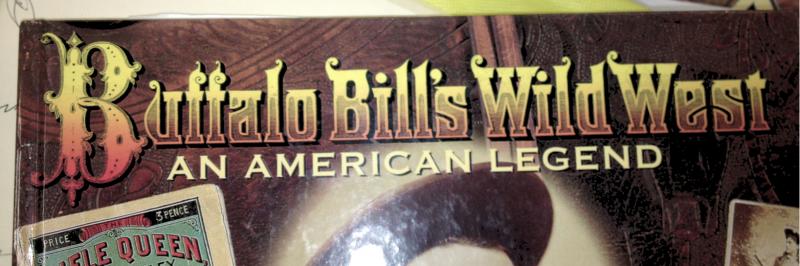 Buffalo Bill's Wild West
AN AMERICAN LEGEND
PRICE
3 PENCE
QUEEN